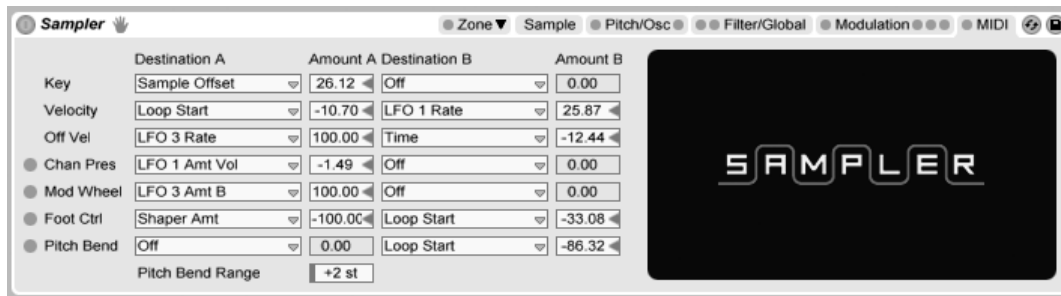 Sampler Zone Sample Pitch/Osc Filter/Global Modulation MIDI
Destination A Amount A Destination B Amount B
Key Sample Offset 26.12 Off 0.00
Velocity Loop Start -10.70 LFO 1 Rate 25.87
Off Vel LFO 3 Rate 100.00 Time -12.44
Chan Pres LFO 1 Amt Vol -1.49 Off 0.00
Mod Wheel LFO 3 Amt B 100.00 Off 0.00
Foot Ctrl Shaper Amt -100.00 Loop Start -33.08
Pitch Bend Off 0.00 Loop Start -86.32
Pitch Bend Range +2 st
SAMPLER